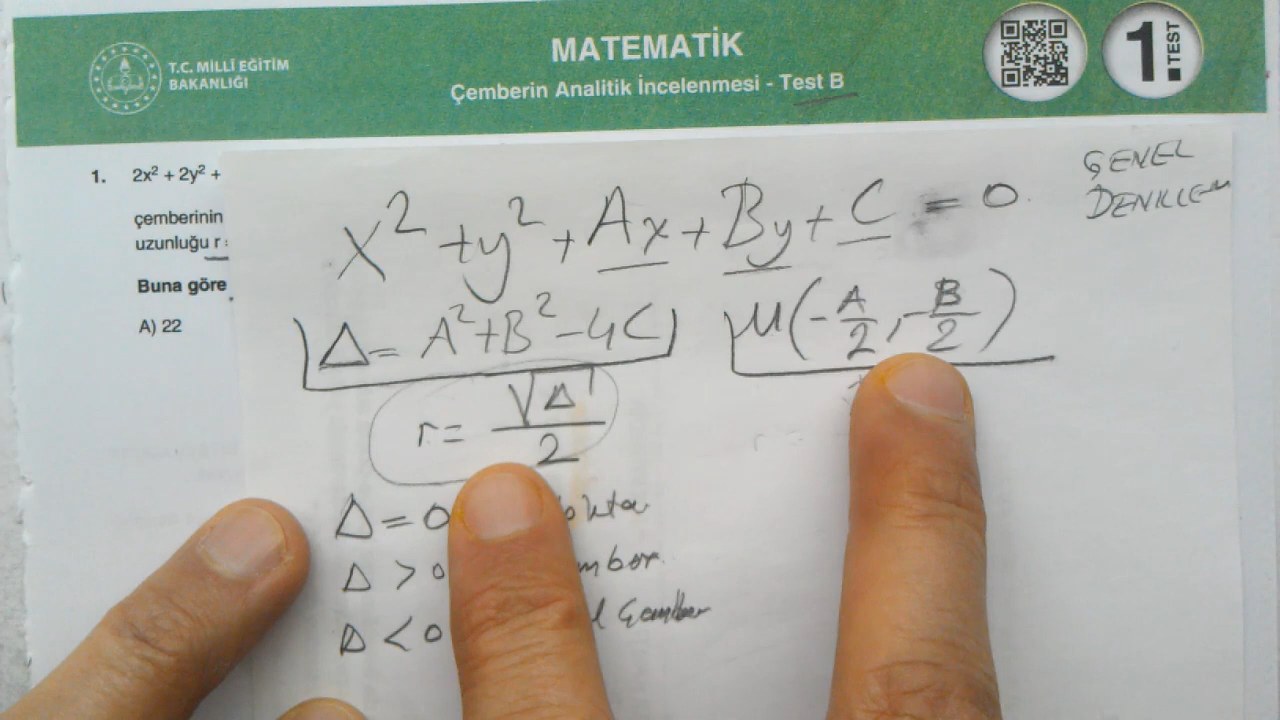 T.C. MİLLÎ EĞİTİM
BAKANLIĞI
MATEMATİK
Çemberin Analitik İncelenmesi - Test B
1. TEST
1. 2x² + 2y² +
çemberinin
uzunluğu r
Buna göre
A) 22
GENEL
DENKLEM
x² + y² + Ax + By + C = 0
Δ = A² + B² - 4C
M(-A/2, -B/2)
r = √Δ/2
Δ = 0
Δ > 0
Δ < 0